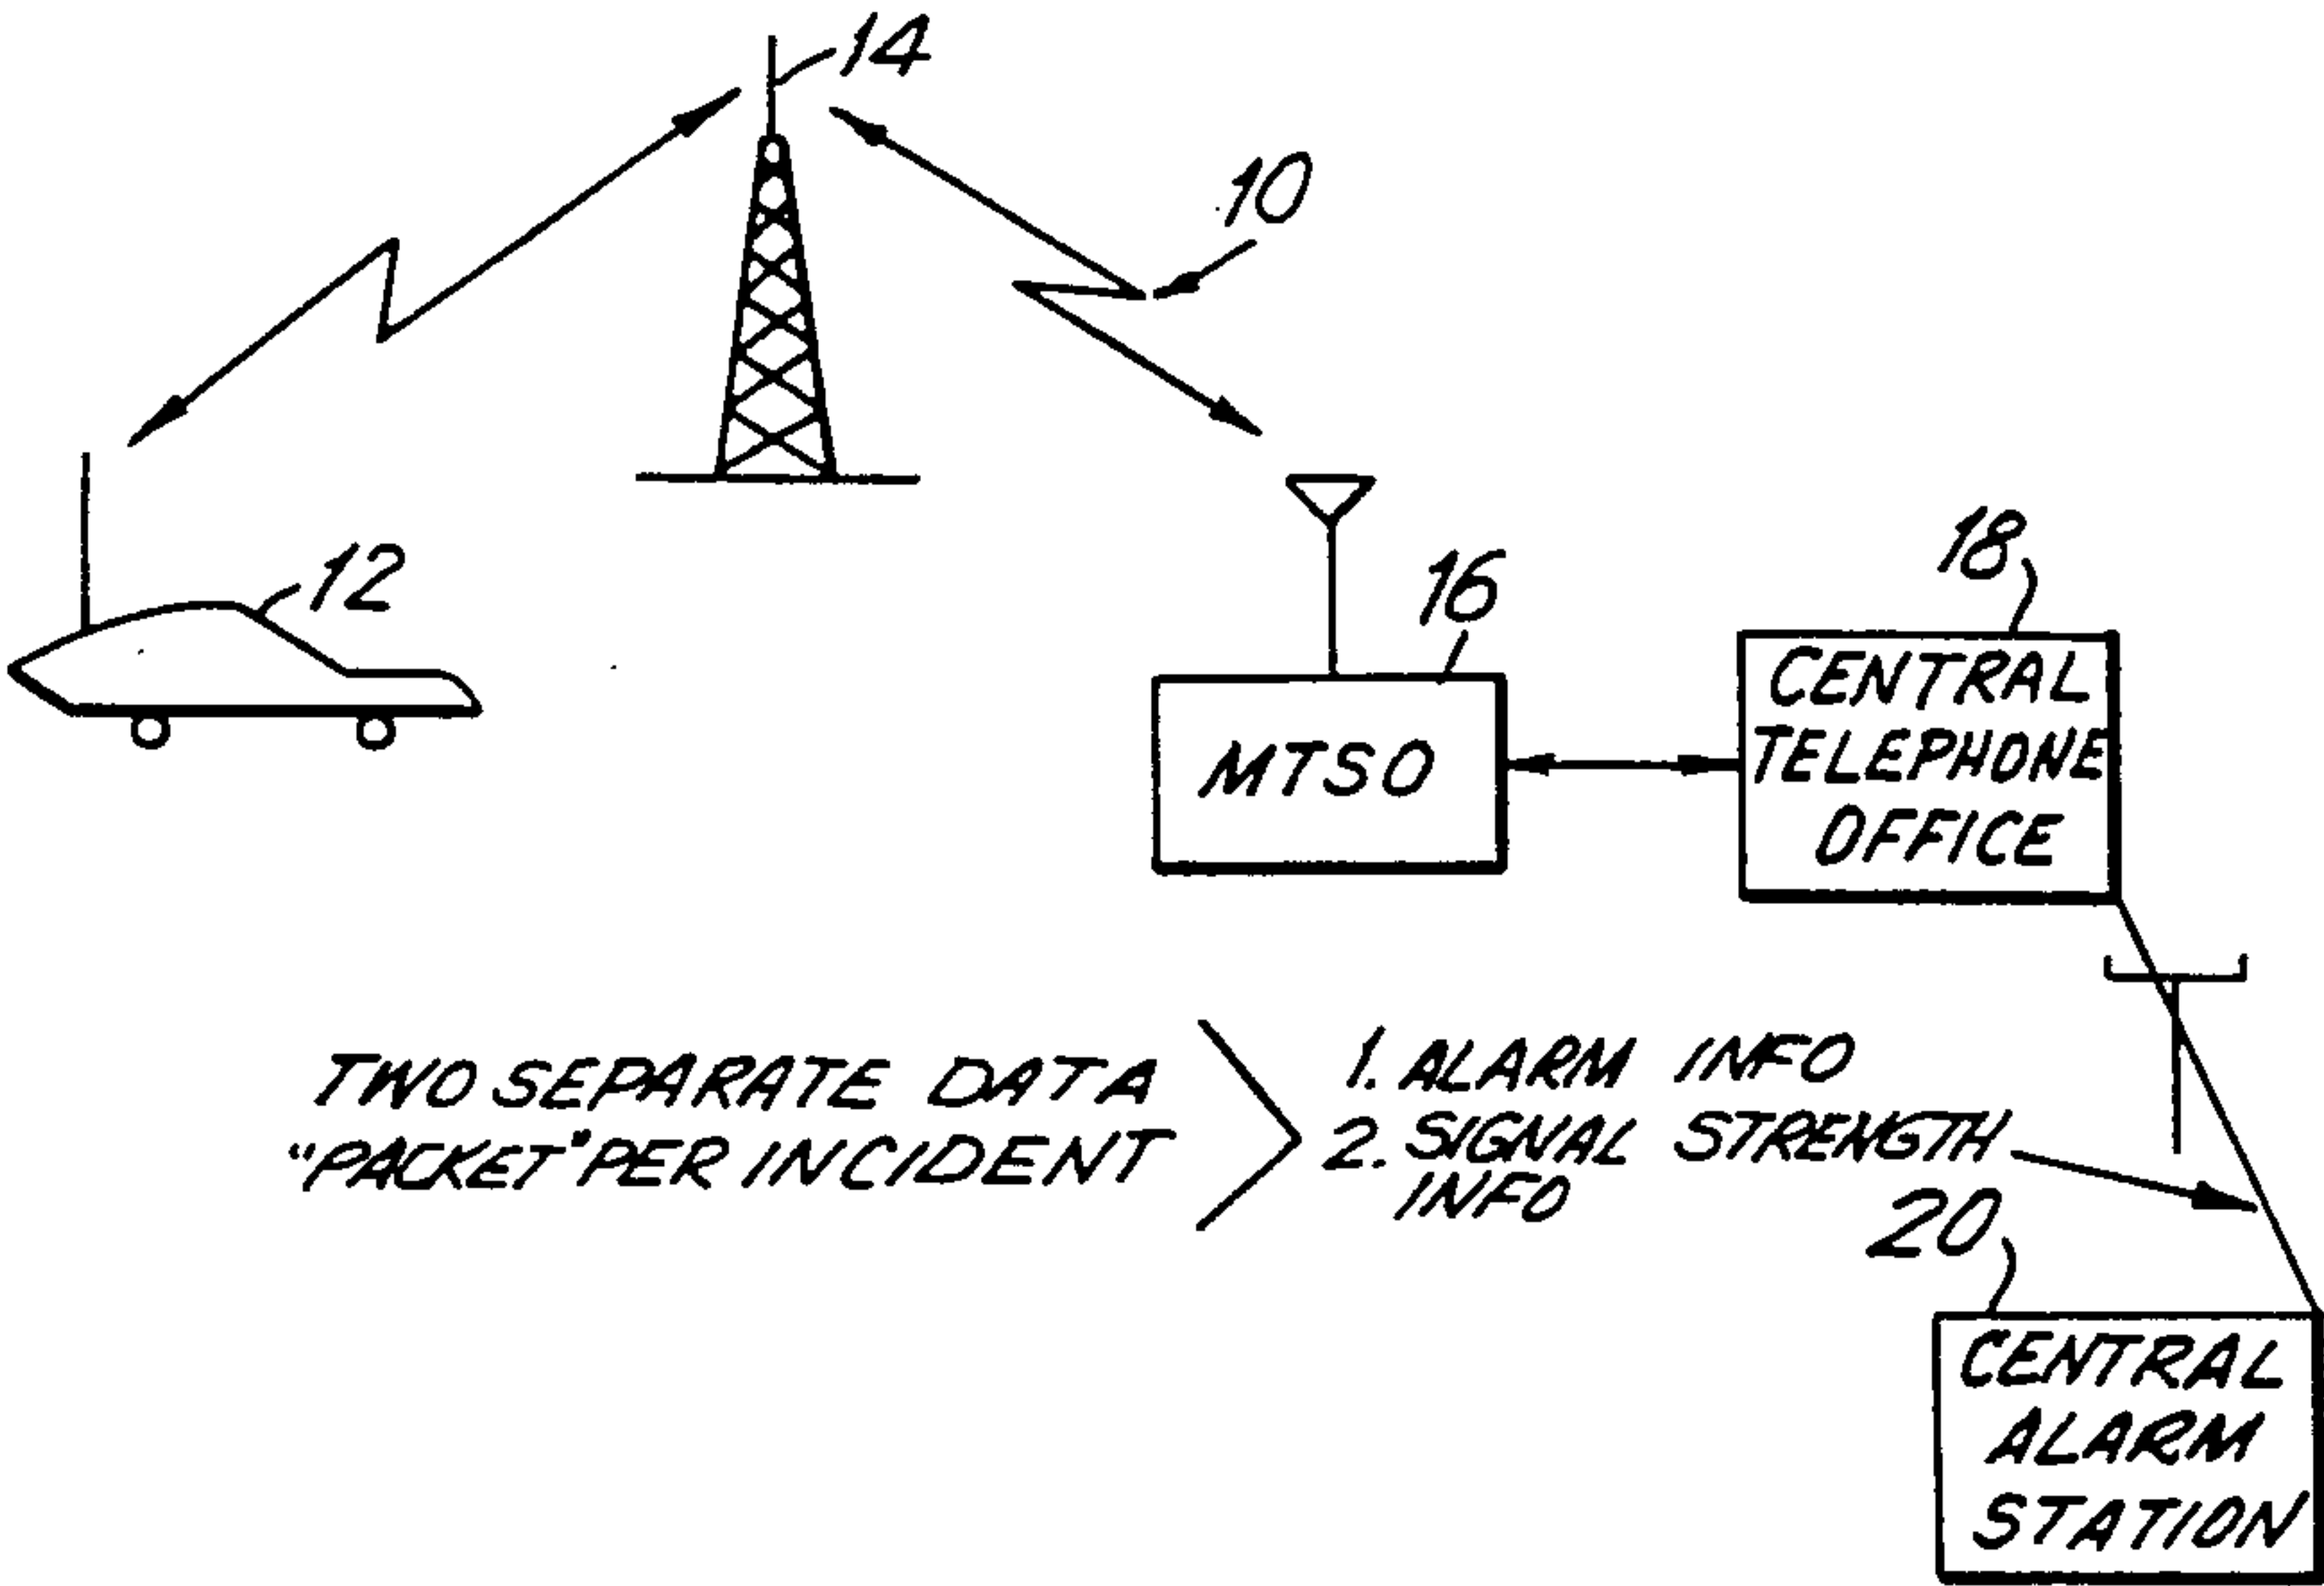 14
10
12
16
18
MTSO
CENTRAL
TELEPHONE
OFFICE
TWO SEPARATE DATA
"PACKET" PER INCIDENT
1. ALARM INFO
2. SIGNAL STRENGTH
INFO
20
CENTRAL
ALARM
STATION